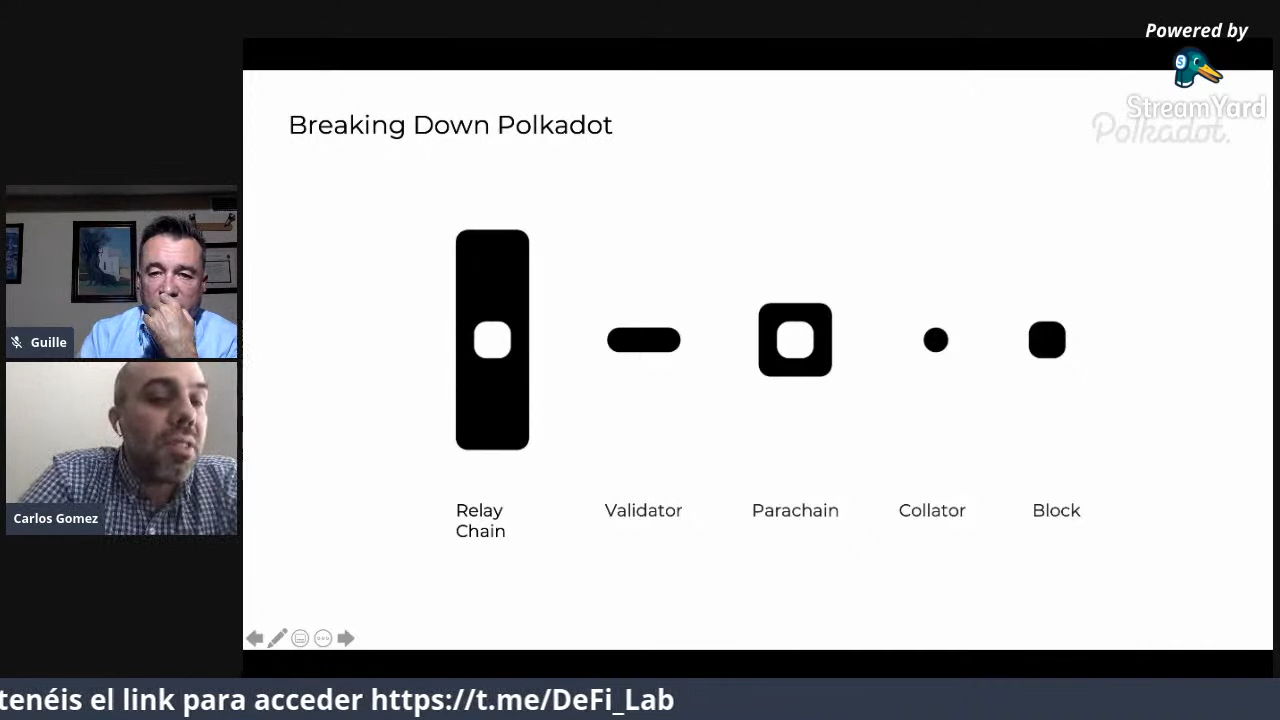 Powered by
StreamYard
Polkadot.
Breaking Down Polkadot
Guille
Carlos Gomez
Relay
Chain
Validator
Parachain
Collator
Block
tenéis el link para acceder https://t.me/DeFi_Lab